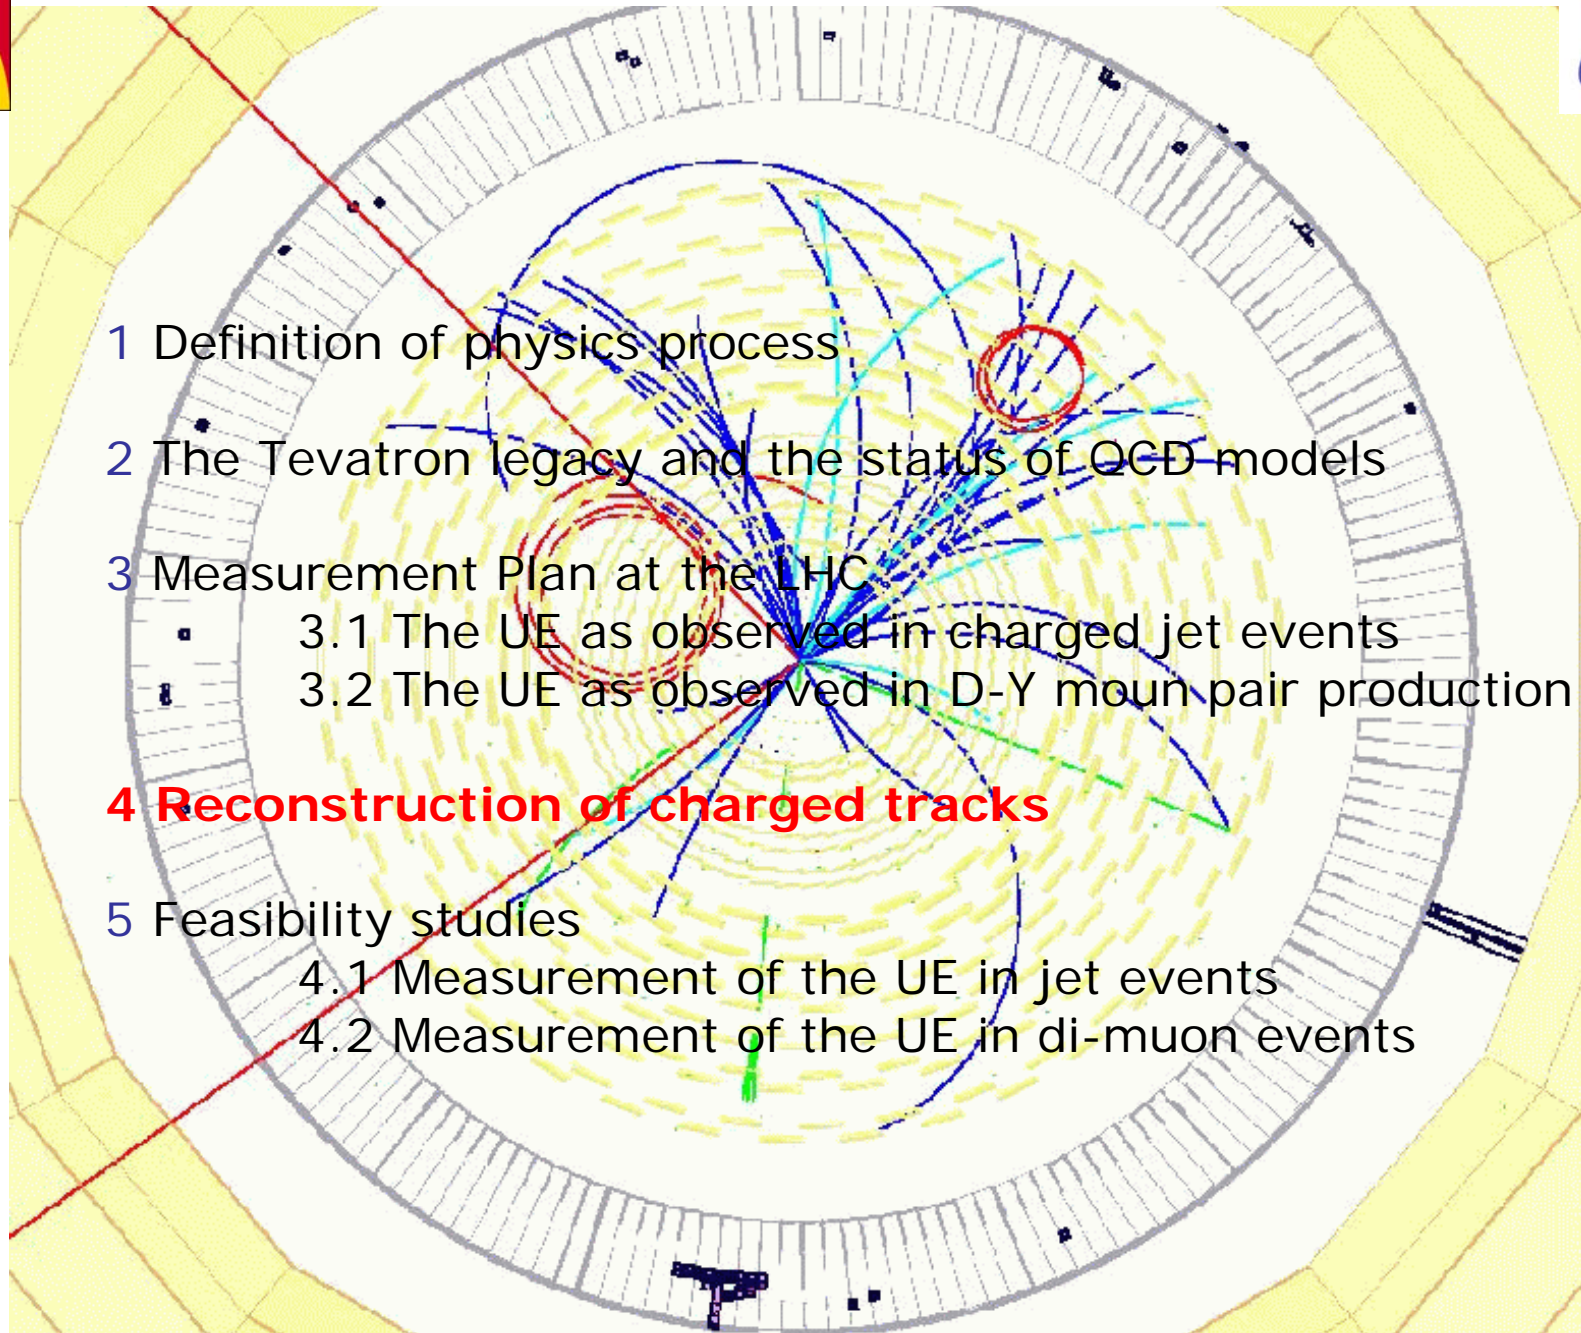 1 Definition of physics process
2 The Tevatron legacy and the status of QCD models
3 Measurement Plan at the LHC
3.1 The UE as observed in charged jet events
3.2 The UE as observed in D-Y moun pair production
4 Reconstruction of charged tracks
5 Feasibility studies
4.1 Measurement of the UE in jet events
4.2 Measurement of the UE in di-muon events